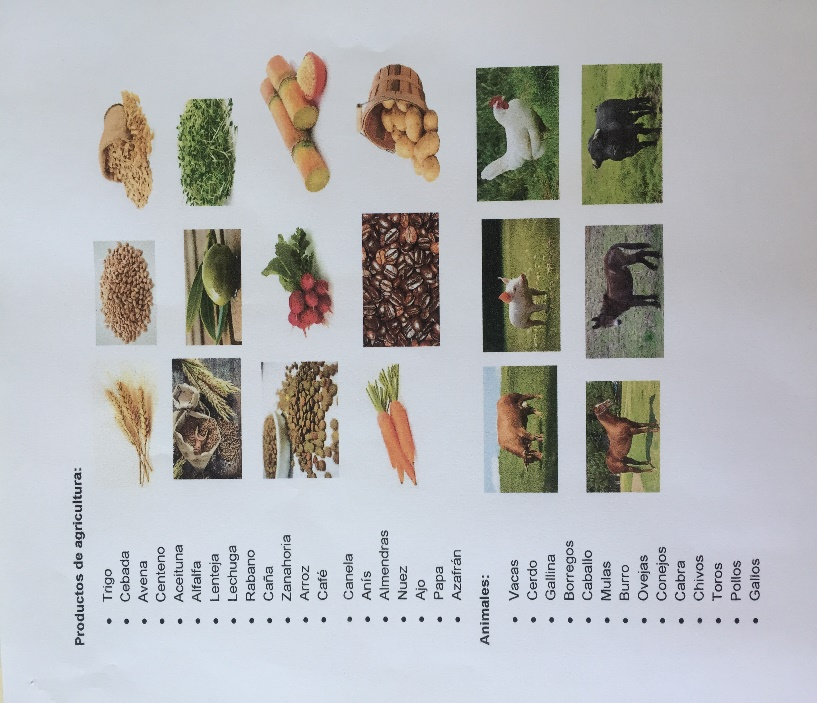 Productos de agricultura:
• Trigo
• Cebada
• Avena
• Centeno
• Aceituna
• Alfalfa
• Lenteja
• Lechuga
• Rabano
• Caña
• Zanahoria
• Arroz
• Café
• Canela
• Anís
• Almendras
• Nuez
• Ajo
• Papa
• Azafrán
Animales:
• Vacas
• Cerdo
• Gallina
• Borregos
• Caballo
• Mulas
• Burro
• Ovejas
• Conejos
• Cabra
• Chivos
• Toros
• Pollos
• Gallos